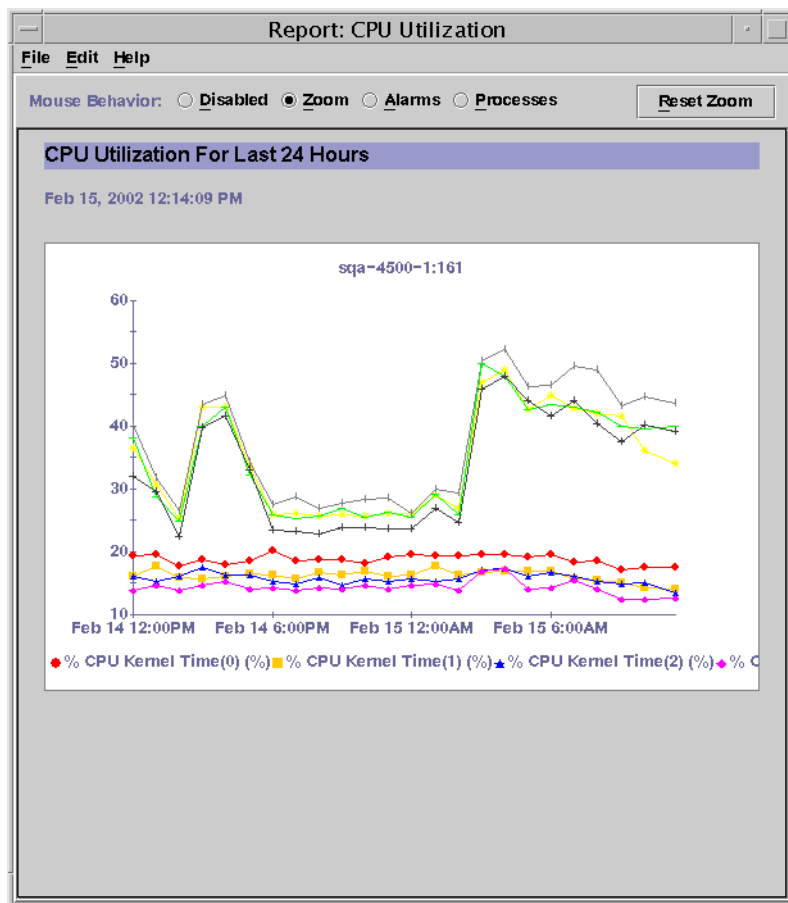 Report: CPU Utilization
File Edit Help
Mouse Behavior: Disabled Zoom Alarms Processes Reset Zoom
CPU Utilization For Last 24 Hours
Feb 15, 2002 12:14:09 PM
sqa-4500-1:161
60
50
40
30
20
10
Feb 14 12:00PM Feb 14 6:00PM Feb 15 12:00AM Feb 15 6:00AM
% CPU Kernel Time(0) (%) % CPU Kernel Time(1) (%) % CPU Kernel Time(2) (%) % C